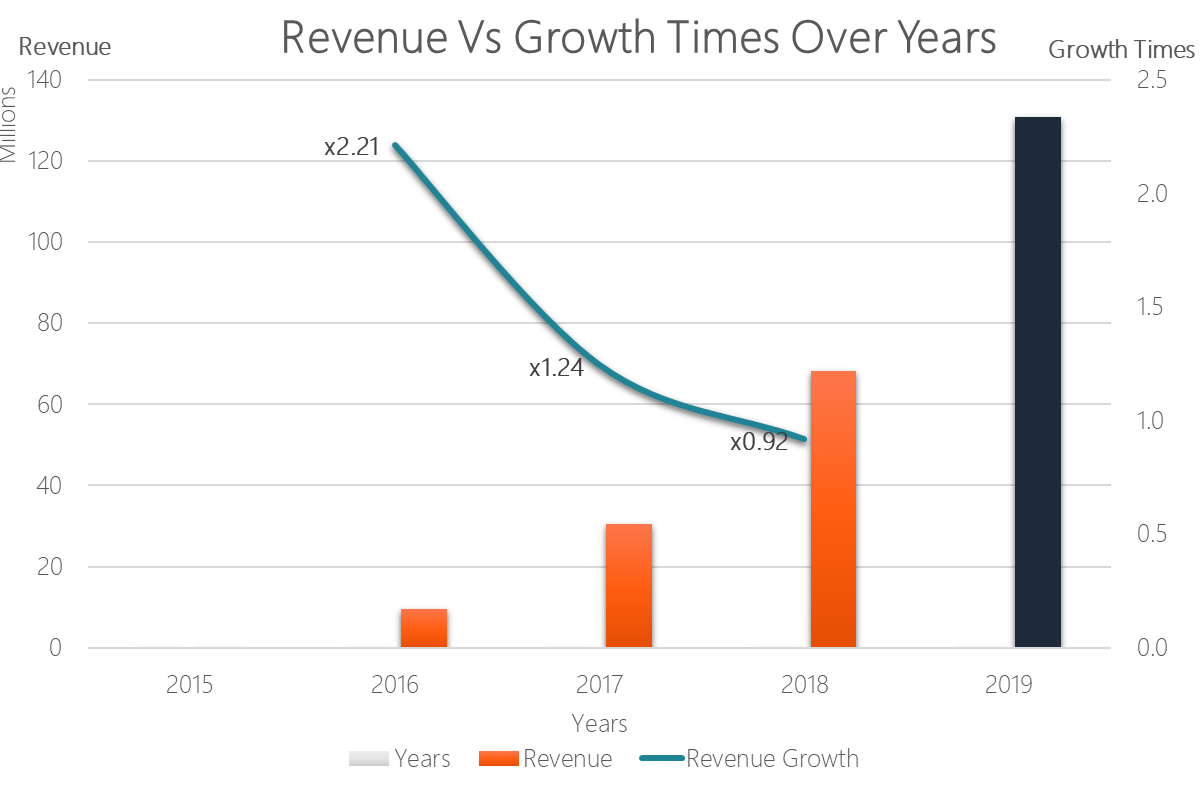 Revenue Vs Growth Times Over Years
Revenue
Growth Times
Millions
140
120
100
80
60
40
20
0
2.5
2.0
1.5
1.0
0.5
0.0
x2.21
x1.24
x0.92
2015 2016 2017 2018 2019
Years
Years Revenue Revenue Growth